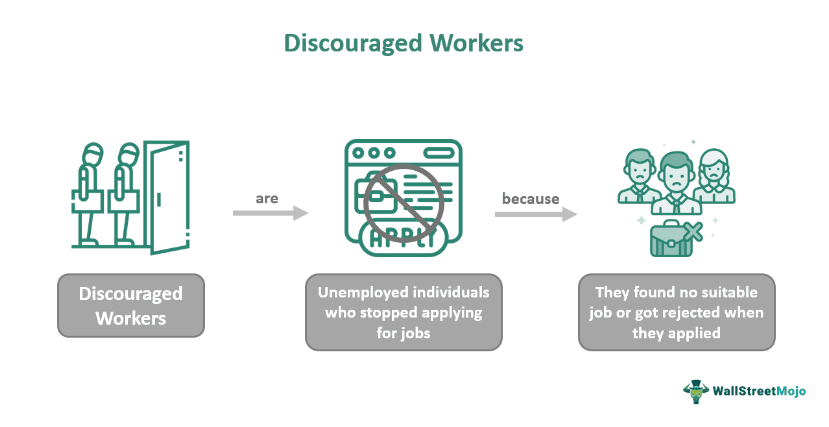 Discouraged Workers
are
because
APPLY
Discouraged
Workers
Unemployed individuals
who stopped applying
for jobs
They found no suitable
job or got rejected when
they applied
WallStreetMojo